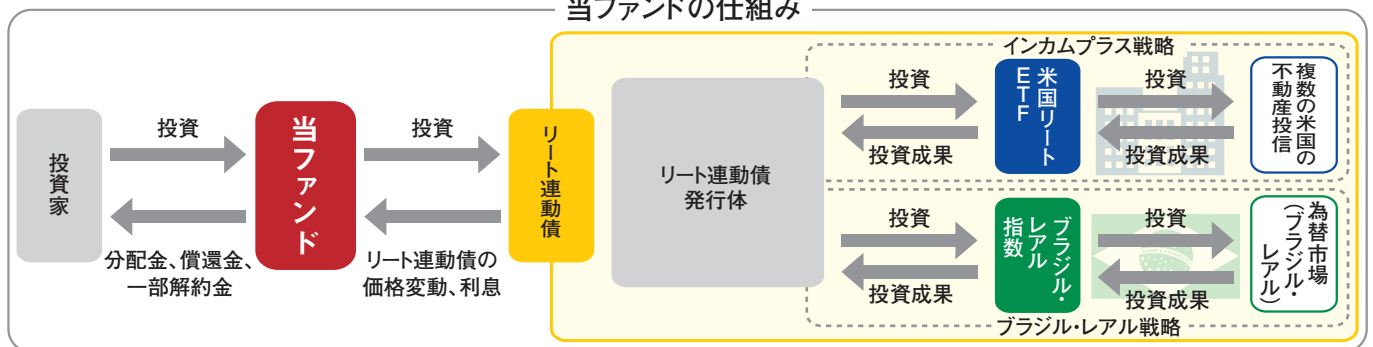 当ファンドの仕組み
投資家
投資
分配金、償還金、
一部解約金
当ファンド
投資
リート連動債の
価格変動、利息
リート連動債
リート連動債
発行体
インカムプラス戦略
投資
投資成果
米国リート
ETF
投資
投資成果
複数の米国の
不動産投信
投資
投資成果
ブラジル・
レアル
指数
投資
投資成果
為替市場
(ブラジル・
レアル)
ブラジル・レアル戦略